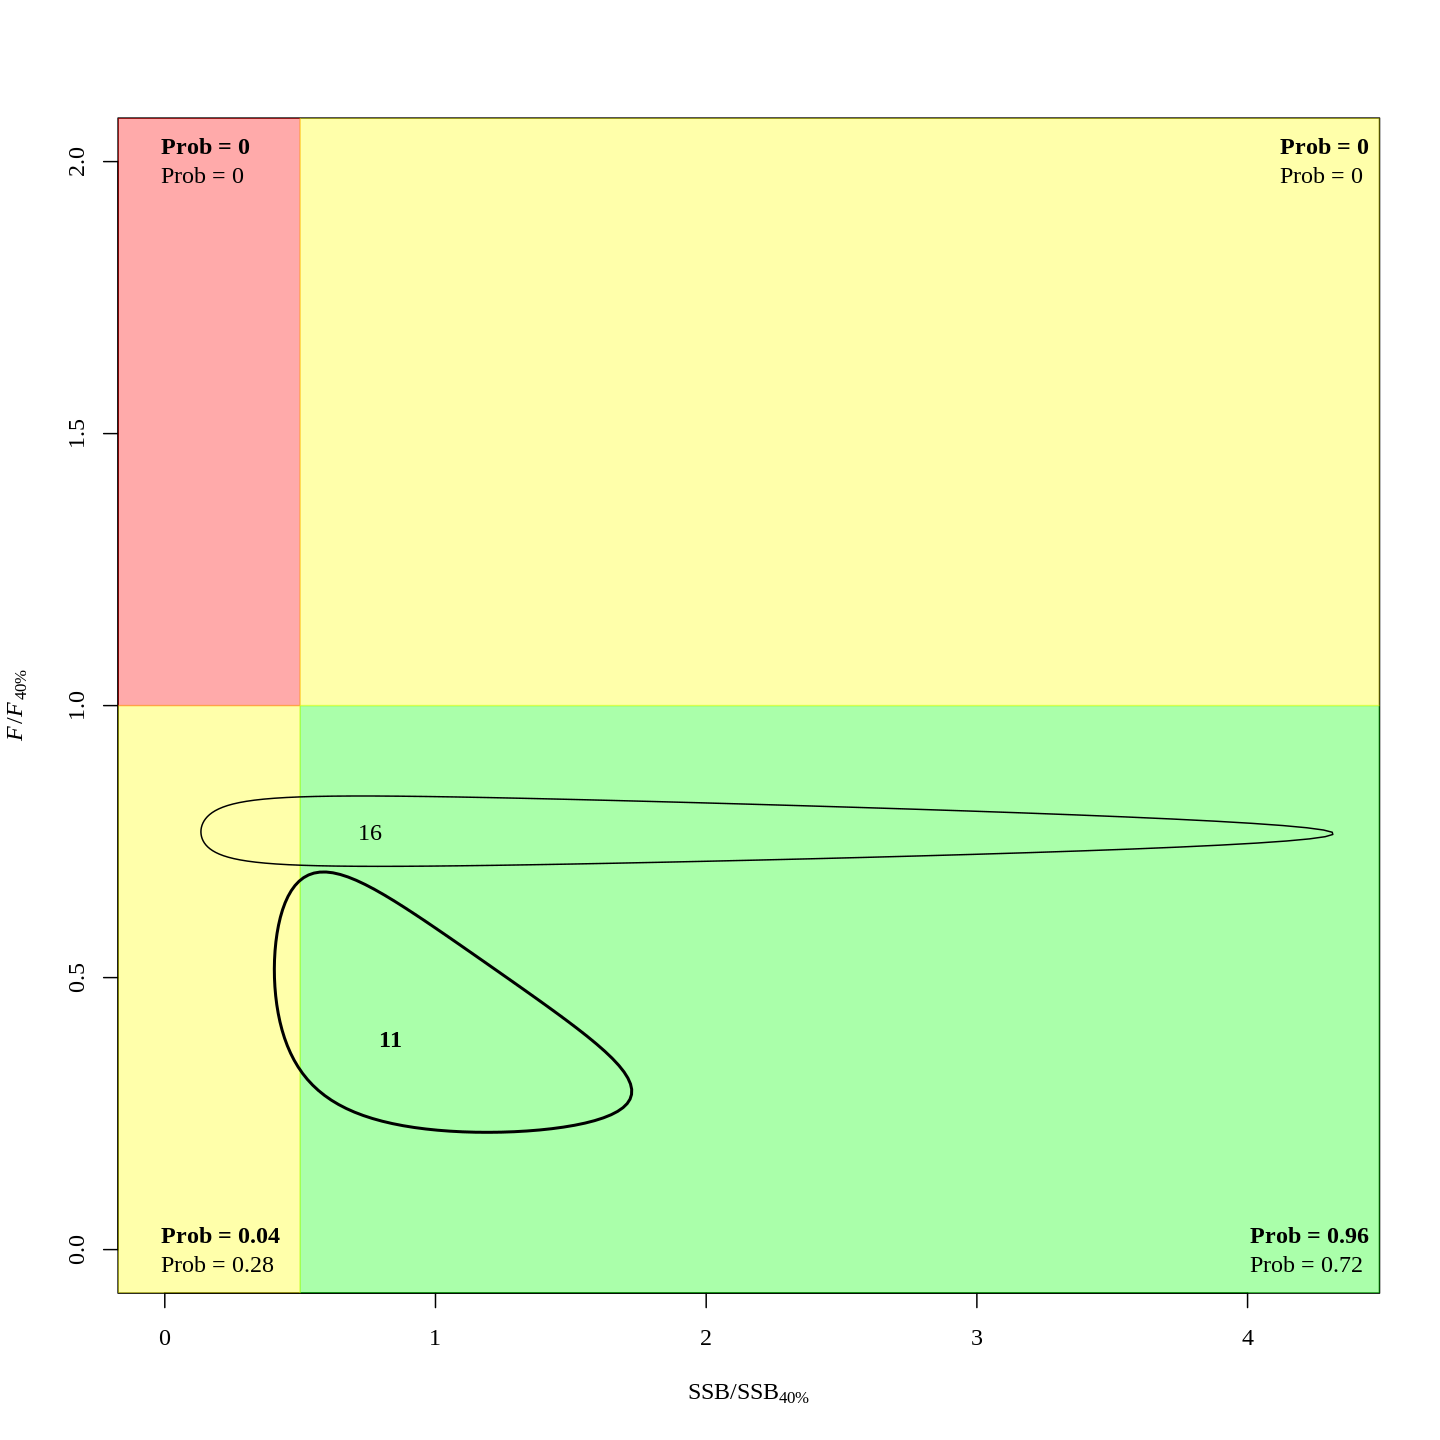 Prob = 0
Prob = 0
Prob = 0
Prob = 0
2.0
1.5
1.0
0.5
0.0
F/F40%
16
11
Prob = 0.04
Prob = 0.28
Prob = 0.96
Prob = 0.72
0 1 2 3 4
SSB/SSB40%